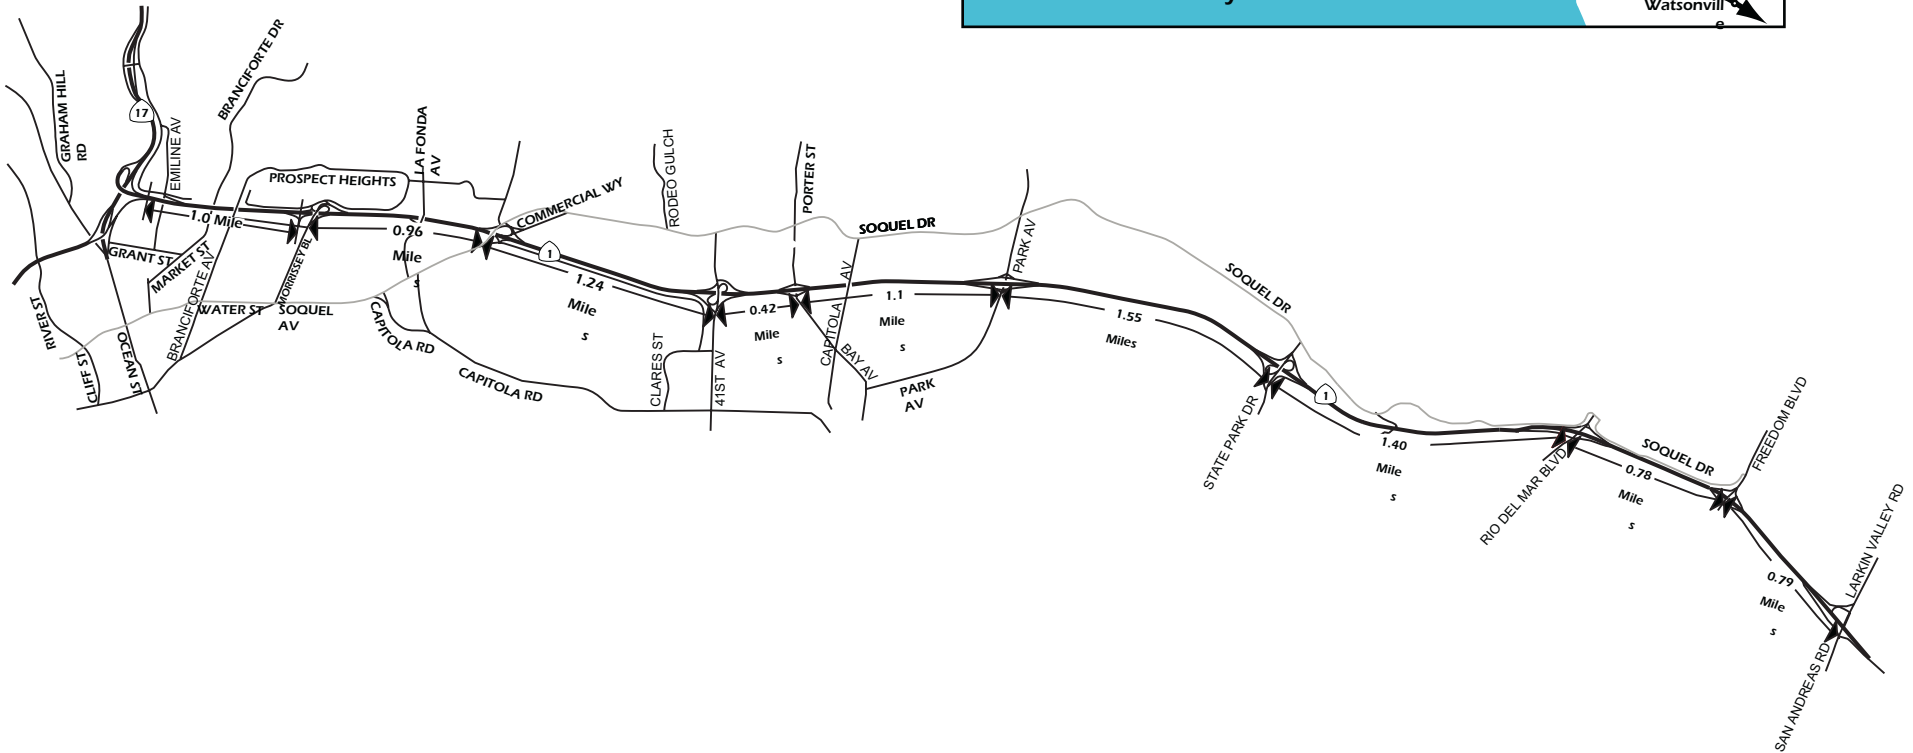 Watsonvill
e
BRANCIFORTE DR
GRAHAM HILL
RD
17
EMILINE AV
LA FONDA
AV
PROSPECT HEIGHTS
COMMERCIAL WY
RODEO GULCH
PORTER ST
SOQUEL DR
PARK AV
1.0 Mile
0.96
Mile
s
1
1.24
Mile
s
GRANT ST
MARKET ST
BRANCIFORTE AV
MORRISSEY BL
WATER ST
SOQUEL
AV
RIVER ST
CLIFF ST
OCEAN ST
CAPITOLA RD
CAPITOLA RD
CLARES ST
41ST AV
0.42
Mile
s
CAPITOLA AV
BAY AV
1.1
Mile
s
PARK
AV
1.55
Miles
SOQUEL DR
1
STATE PARK DR
1.40
Mile
s
RIO DEL MAR BLVD
SOQUEL DR
0.78
Mile
s
FREEDOM BLVD
0.79
Mile
s
LARKIN VALLEY RD
SAN ANDREAS RD